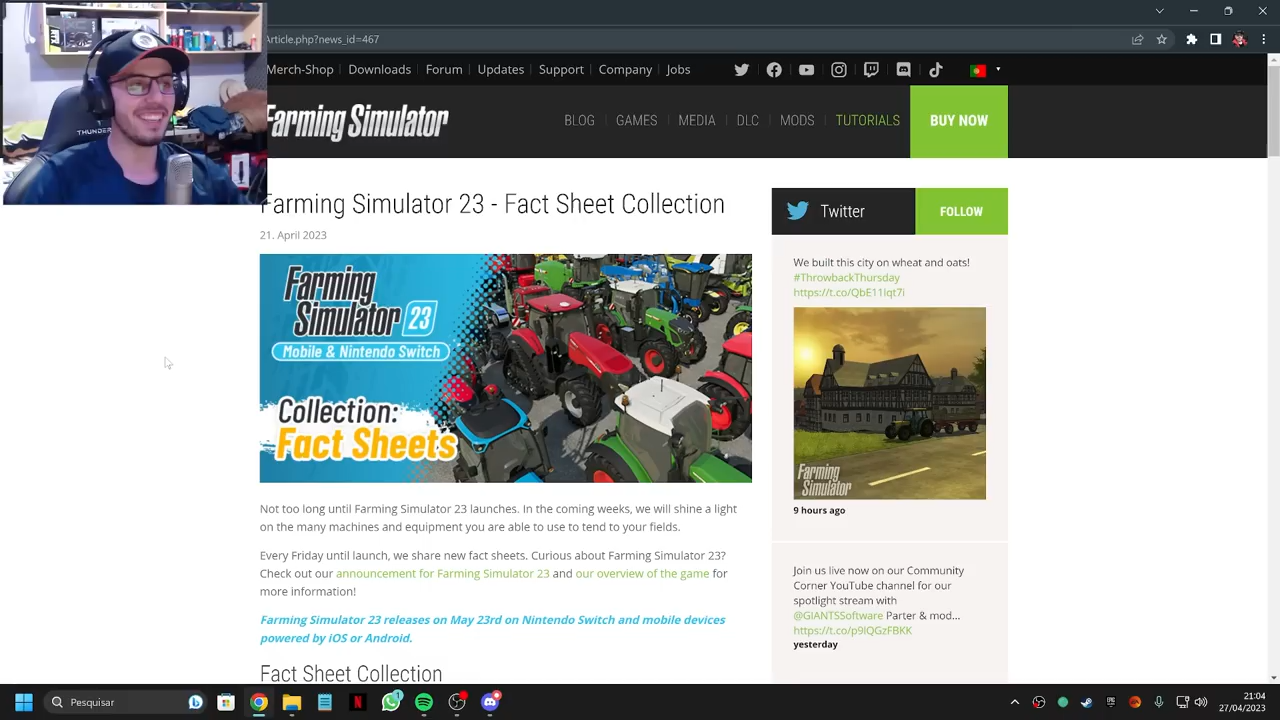 Article.php?news_id=467
Merch-Shop Downloads Forum Updates Support Company Jobs
Farming Simulator
BLOG GAMES MEDIA DLC MODS TUTORIALS BUY NOW
THUNDER
Farming Simulator 23 - Fact Sheet Collection
21. April 2023
Farming
Simulator 23
Mobile & Nintendo Switch
Collection:
Fact Sheets
Not too long until Farming Simulator 23 launches. In the coming weeks, we will shine a light
on the many machines and equipment you are able to use to tend to your fields.
Every Friday until launch, we share new fact sheets. Curious about Farming Simulator 23?
Check out our announcement for Farming Simulator 23 and our overview of the game for
more information!
Farming Simulator 23 releases on May 23rd on Nintendo Switch and mobile devices
powered by iOS or Android.
Fact Sheet Collection
Twitter FOLLOW
We built this city on wheat and oats!
#ThrowbackThursday
https://t.co/QbE11lqt7i
Farming
Simulator
9 hours ago
Join us live now on our Community
Corner YouTube channel for our
spotlight stream with
@GIANTSSoftware Parter & mod...
https://t.co/p9lQGzFBKK
yesterday
Pesquisar
1
21:04
27/04/2023